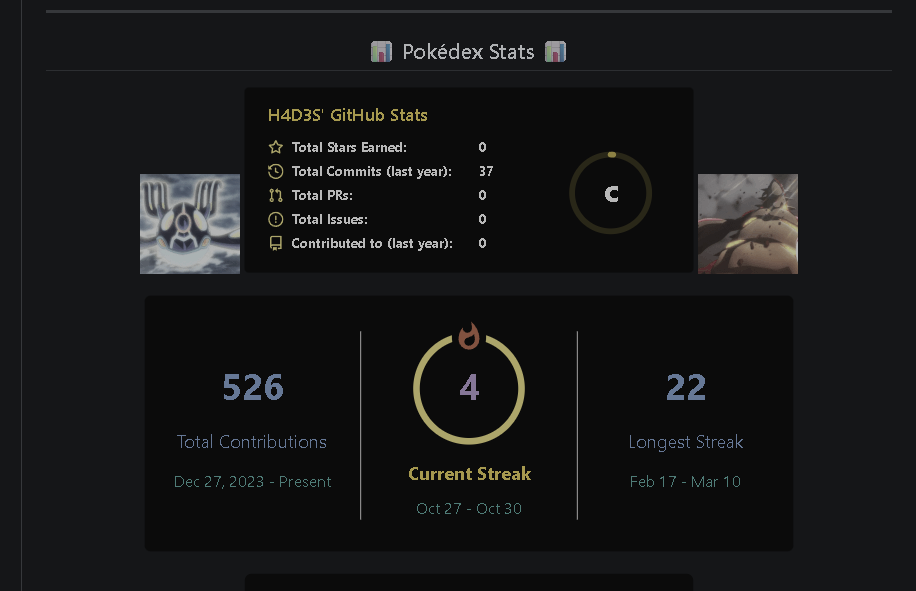 Pokédex Stats
H4D3S' GitHub Stats
Total Stars Earned: 0
Total Commits (last year): 37
Total PRs: 0
Total Issues: 0
Contributed to (last year): 0
C
526
Total Contributions
Dec 27, 2023 - Present
4
Current Streak
Oct 27 - Oct 30
22
Longest Streak
Feb 17 - Mar 10